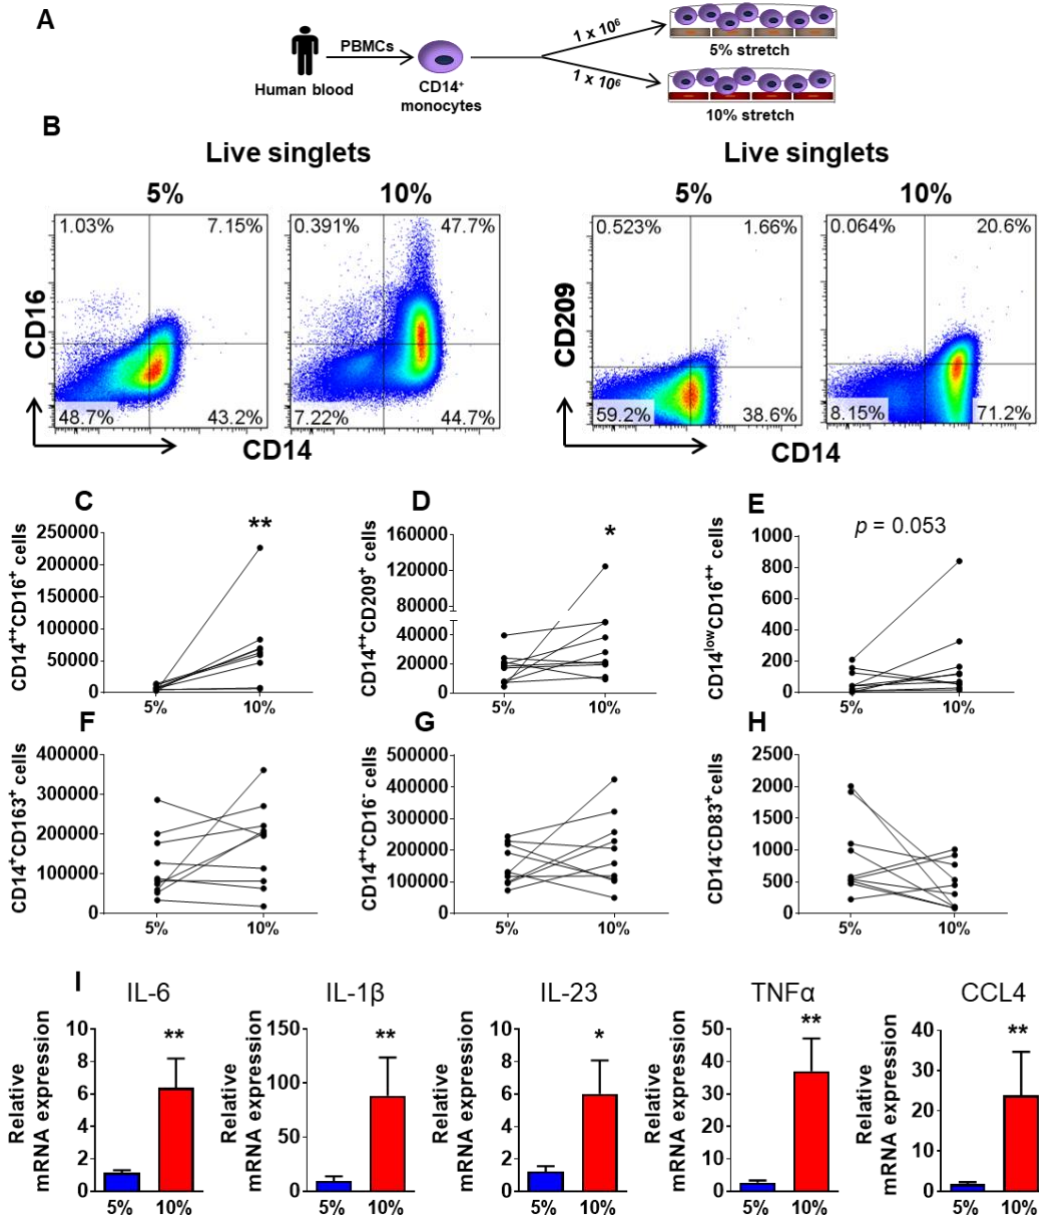 A
Human blood
PBMCs
CD14⁺
monocytes
1 x 10⁶
1 x 10⁶
5% stretch
10% stretch
B
Live singlets
5%
10%
CD16
1.03%
7.15%
48.7%
43.2%
0.391%
47.7%
7.22%
44.7%
CD14
Live singlets
5%
10%
CD209
0.523%
1.66%
59.2%
38.6%
0.064%
20.6%
8.15%
71.2%
CD14
C
CD14⁺⁺CD16⁺ cells
250000
200000
150000
100000
50000
0
**
5%
10%
D
CD14⁺⁺CD209⁺ cells
160000
120000
80000
40000
20000
0
*
5%
10%
E
CD14ˡᵒʷCD16⁺⁺ cells
1000
800
600
400
200
0
p = 0.053
5%
10%
F
CD14⁺CD163⁺ cells
400000
300000
200000
100000
0
5%
10%
G
CD14⁺⁺CD16⁻ cells
500000
400000
300000
200000
100000
0
5%
10%
H
CD14⁻CD83⁺cells
2500
2000
1500
1000
500
0
5%
10%
I
IL-6
Relative
mRNA expression
10
8
6
4
2
0
**
5%
10%
IL-1β
Relative
mRNA expression
150
100
50
0
**
5%
10%
IL-23
Relative
mRNA expression
10
8
6
4
2
0
*
5%
10%
TNFα
Relative
mRNA expression
50
40
30
20
10
0
**
5%
10%
CCL4
Relative
mRNA expression
40
30
20
10
0
**
5%
10%